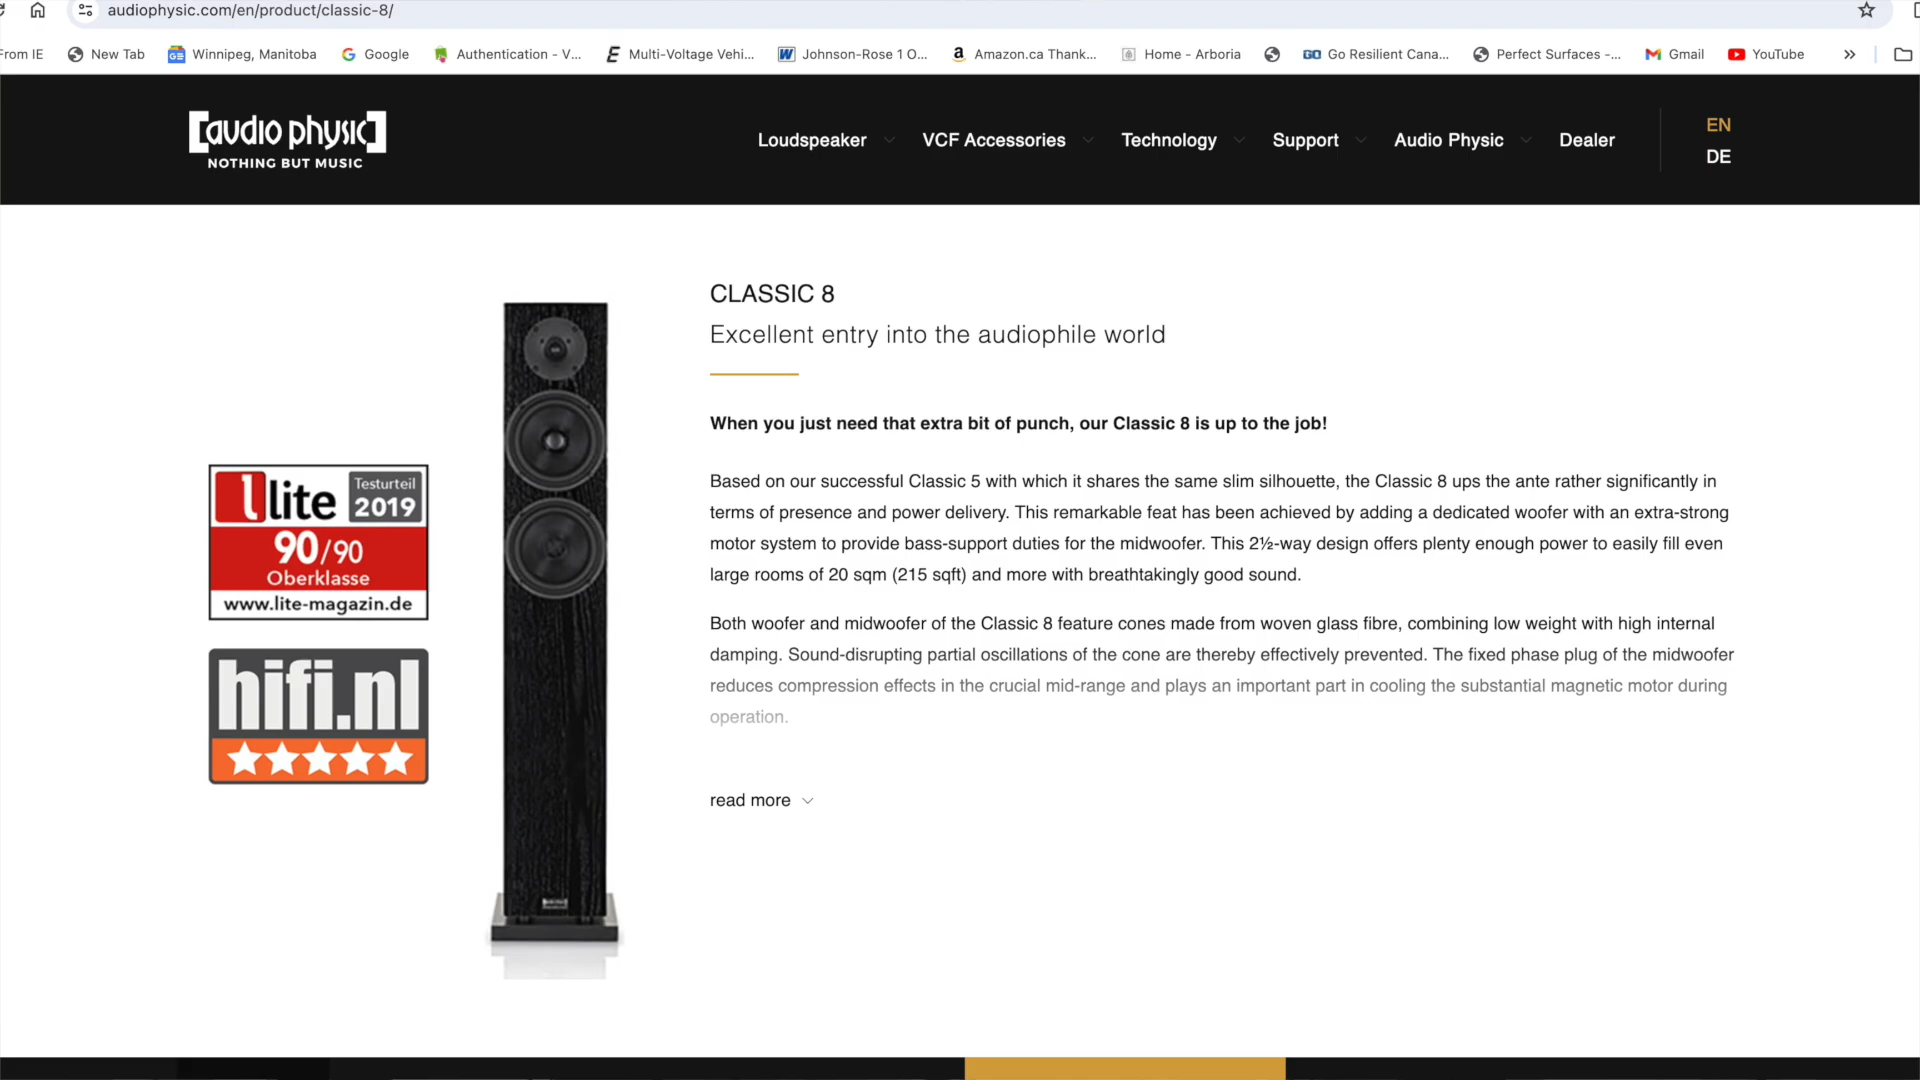 audiophysic.com/en/product/classic-8/
From IE New Tab Winnipeg, Manitoba Google Authentication - V... Multi-Voltage Vehi... Johnson-Rose 1 O... Amazon.ca Thank... Home - Arboria Go Resilient Cana... Perfect Surfaces -... Gmail YouTube
[audio physic]
NOTHING BUT MUSIC
Loudspeaker VCF Accessories Technology Support Audio Physic Dealer
EN
DE
CLASSIC 8
Excellent entry into the audiophile world
When you just need that extra bit of punch, our Classic 8 is up to the job!
Based on our successful Classic 5 with which it shares the same slim silhouette, the Classic 8 ups the ante rather significantly in
terms of presence and power delivery. This remarkable feat has been achieved by adding a dedicated woofer with an extra-strong
motor system to provide bass-support duties for the midwoofer. This 2½-way design offers plenty enough power to easily fill even
large rooms of 20 sqm (215 sqft) and more with breathtakingly good sound.
Both woofer and midwoofer of the Classic 8 feature cones made from woven glass fibre, combining low weight with high internal
damping. Sound-disrupting partial oscillations of the cone are thereby effectively prevented. The fixed phase plug of the midwoofer
reduces compression effects in the crucial mid-range and plays an important part in cooling the substantial magnetic motor during
operation.
read more
lite
Testurteil
2019
90/90
Oberklasse
www.lite-magazin.de
hifi.nl